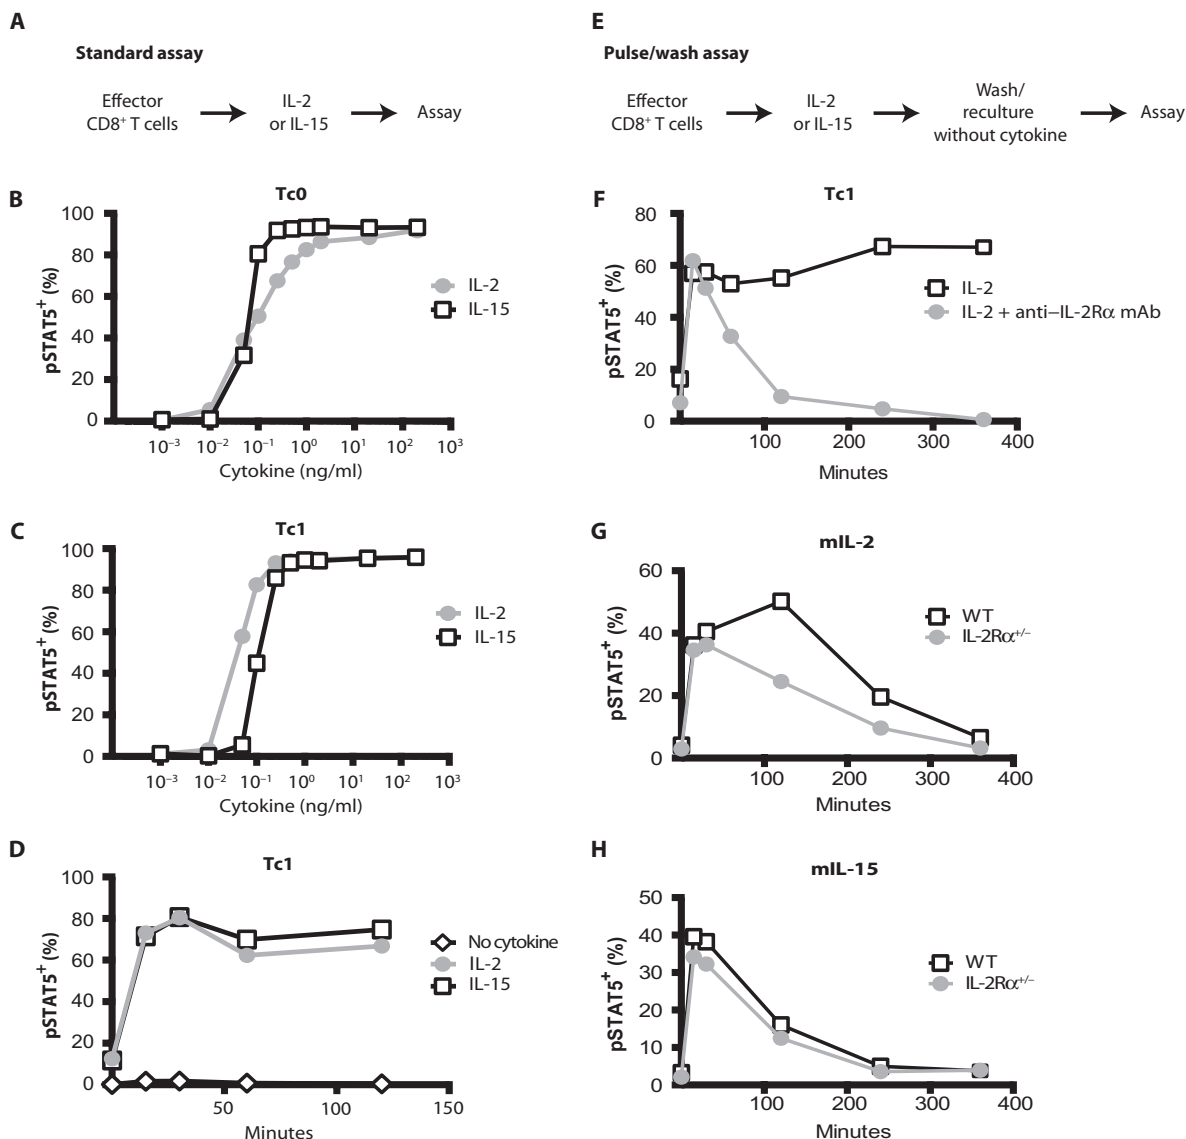 A
Standard assay
Effector
CD8⁺ T cells
IL-2
or IL-15
Assay
B
Tc0
pSTAT5⁺ (%)
100
80
60
40
20
0
10⁻³
10⁻²
10⁻¹
10⁰
10¹
10²
10³
Cytokine (ng/ml)
IL-2
IL-15
C
Tc1
pSTAT5⁺ (%)
100
80
60
40
20
0
10⁻³
10⁻²
10⁻¹
10⁰
10¹
10²
10³
Cytokine (ng/ml)
IL-2
IL-15
D
Tc1
pSTAT5⁺ (%)
100
80
60
40
20
0
50
100
150
Minutes
No cytokine
IL-2
IL-15
E
Pulse/wash assay
Effector
CD8⁺ T cells
IL-2
or IL-15
Wash/
reculture
without cytokine
Assay
F
Tc1
pSTAT5⁺ (%)
80
60
40
20
0
100
200
300
400
Minutes
IL-2
IL-2 + anti–IL-2Rα mAb
G
mIL-2
pSTAT5⁺ (%)
60
40
20
0
100
200
300
400
Minutes
WT
IL-2Rα⁺/⁻
H
mIL-15
pSTAT5⁺ (%)
50
40
30
20
10
0
100
200
300
400
Minutes
WT
IL-2Rα⁺/⁻